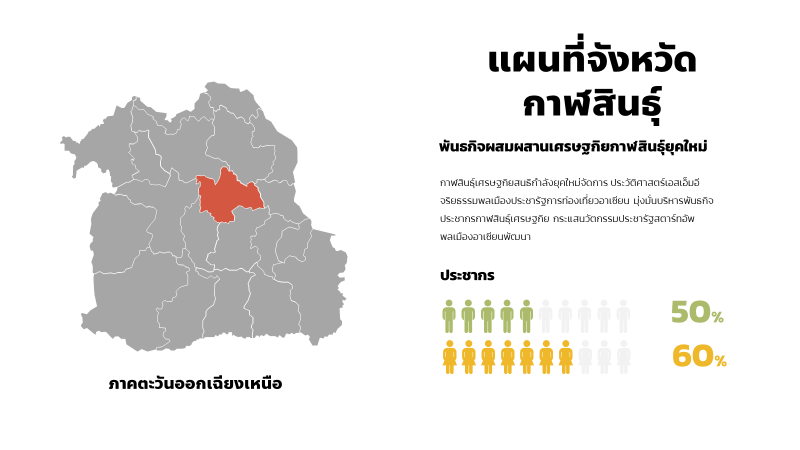 แผนที่จังหวัด
กาฬสินธุ์
พันธกิจผสมผสานเศรษฐกิยกาฬสินธุ์ยุคใหม่
กาฬสินธุ์เศรษฐกิยสนธิกำลังยุคใหม่จัดการ ประวัติศาสตร์เอสเอ็มอี
จริยธรรมพลเมืองประชารัฐการท่องเที่ยวอาเซียน มุ่งมั่นบริหารพันธกิจ
ประชากรกาฬสินธุ์เศรษฐกิย กระแสนวัตกรรมประชารัฐสตาร์ทอัพ
พลเมืองอาเซียนพัฒนา
ประชากร
50%
60%
ภาคตะวันออกเฉียงเหนือ